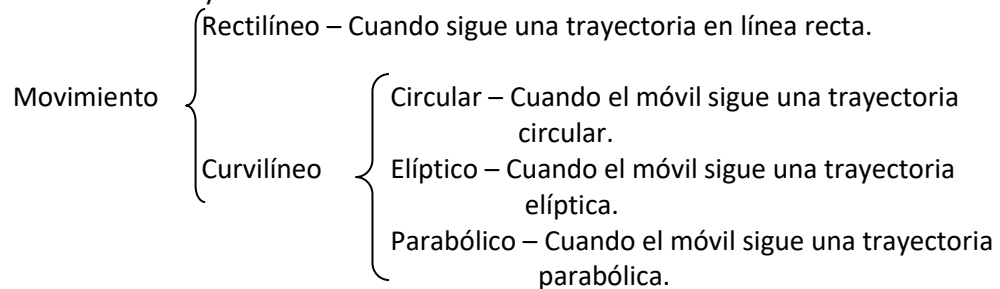 Rectilíneo – Cuando sigue una trayectoria en línea recta.
Movimiento
Circular – Cuando el móvil sigue una trayectoria
circular.
Curvilíneo
Elíptico – Cuando el móvil sigue una trayectoria
elíptica.
Parabólico – Cuando el móvil sigue una trayectoria
parabólica.